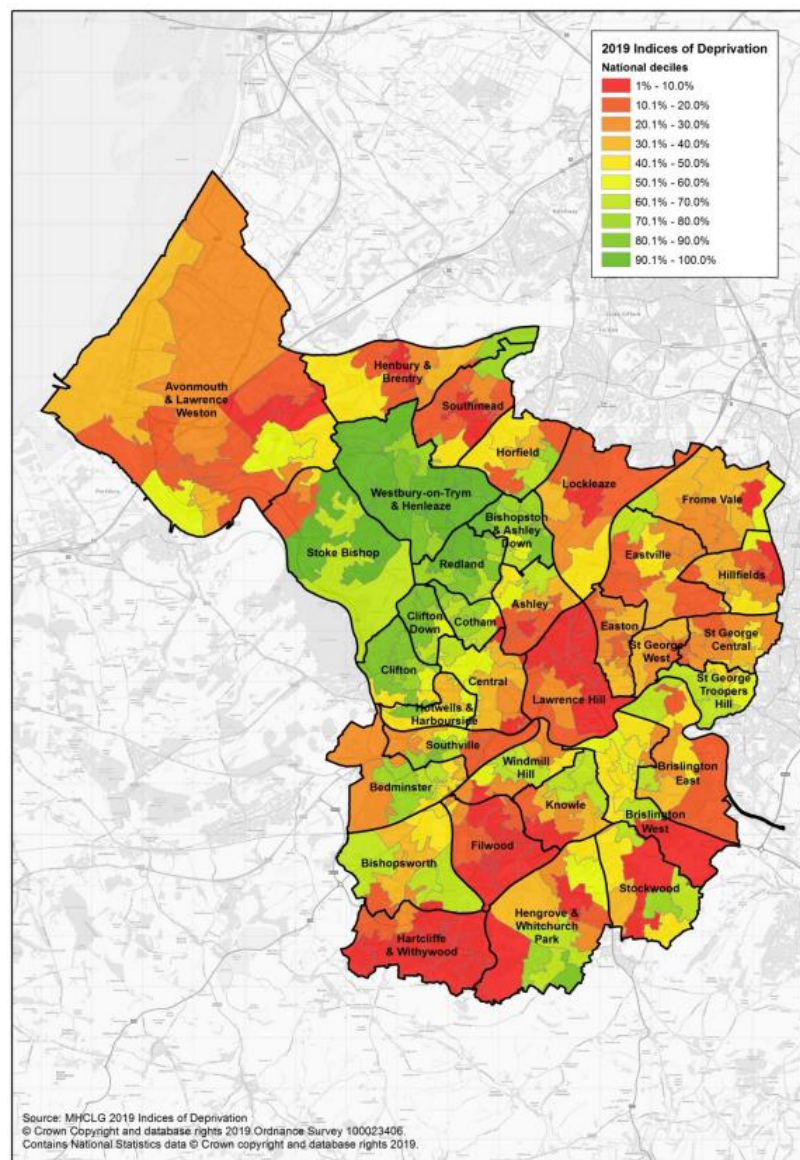 2019 Indices of Deprivation
National deciles
1% - 10.0%
10.1% - 20.0%
20.1% - 30.0%
30.1% - 40.0%
40.1% - 50.0%
50.1% - 60.0%
60.1% - 70.0%
70.1% - 80.0%
80.1% - 90.0%
90.1% - 100.0%
Henbury &
Brentry
Avonmouth
& Lawrence
Weston
Southmead
Horfield
Lockleaze
Frome Vale
Westbury-on-Trym
& Henleaze
Bishopston
& Ashley
Down
Stoke Bishop
Redland
Eastville
Hillfields
Ashley
Clifton
Down
Cotham
Easton
St George
West
St George
Central
Clifton
Central
St George
Troopers
Hill
Lawrence Hill
Hotwells &
Harbourside
Southville
Windmill
Hill
Brislington
East
Bedminster
Knowle
Brislington
West
Filwood
Bishopsworth
Stockwood
Hengrove &
Whitchurch
Park
Hartcliffe
& Withywood
Source: MHCLG 2019 Indices of Deprivation
© Crown Copyright and database rights 2019.Ordnance Survey 100023406.
Contains National Statistics data © Crown copyright and database rights 2019.